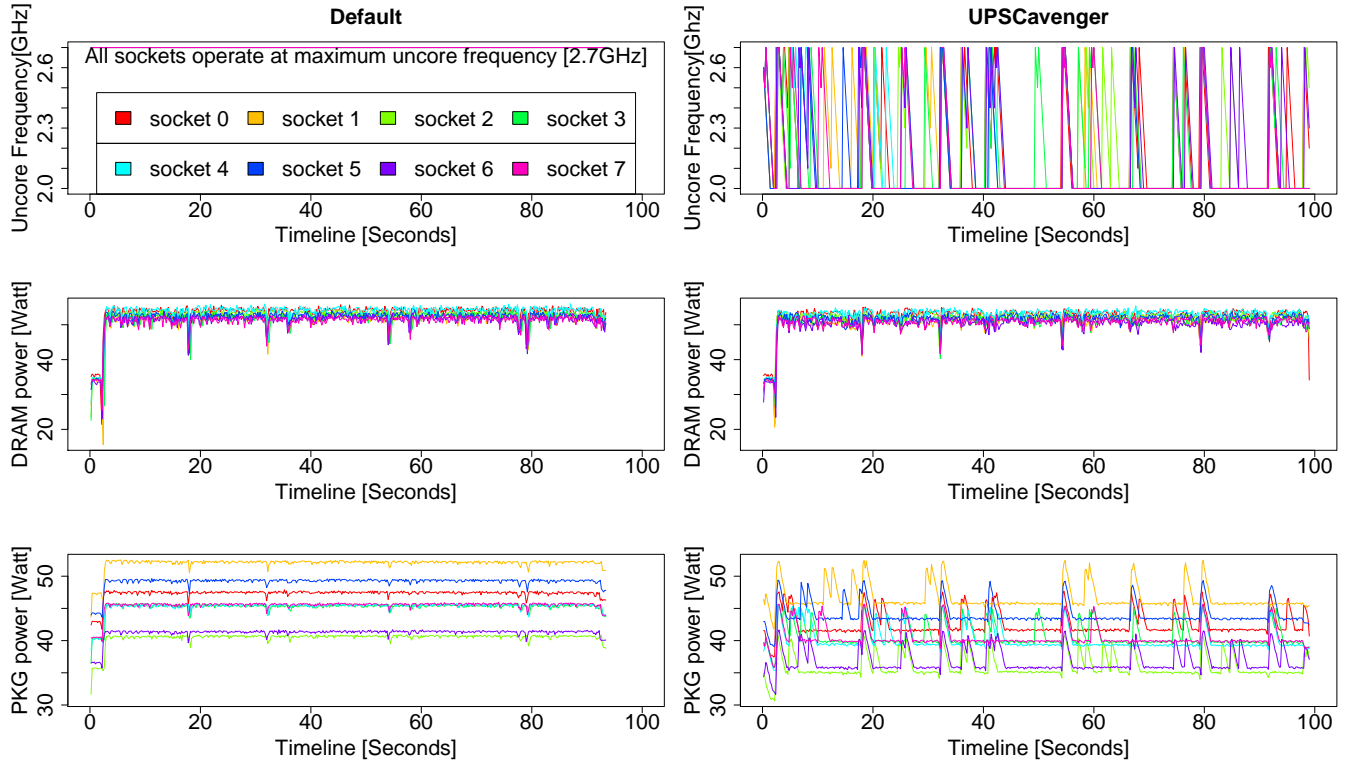 Default
UPSCavenger
Uncore Frequency[GHz]
2.0 2.3 2.6
All sockets operate at maximum uncore frequency [2.7GHz]
socket 0 socket 1 socket 2 socket 3
socket 4 socket 5 socket 6 socket 7
0 20 40 60 80 100
Timeline [Seconds]
Uncore Frequency[Ghz]
2.0 2.3 2.6
0 20 40 60 80 100
Timeline [Seconds]
DRAM power [Watt]
20 40
0 20 40 60 80 100
Timeline [Seconds]
DRAM power [Watt]
20 40
0 20 40 60 80 100
Timeline [Seconds]
PKG power [Watt]
30 40 50
0 20 40 60 80 100
Timeline [Seconds]
PKG power [Watt]
30 40 50
0 20 40 60 80 100
Timeline [Seconds]